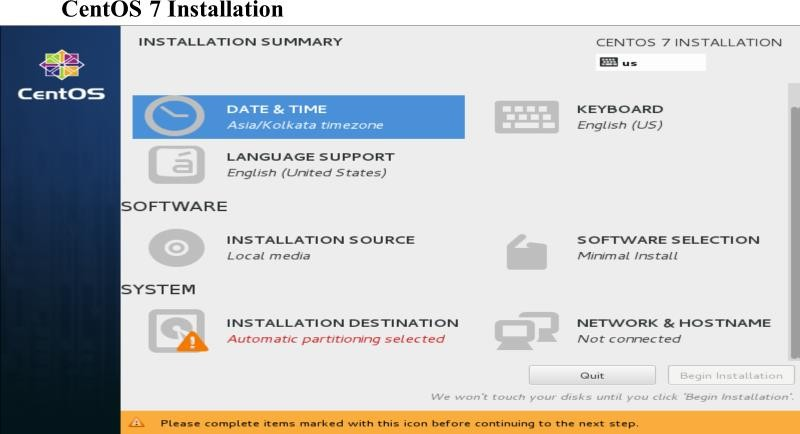 CentOS 7 Installation
INSTALLATION SUMMARY
CENTOS 7 INSTALLATION
us
CentOS
DATE & TIME
Asia/Kolkata timezone
KEYBOARD
English (US)
LANGUAGE SUPPORT
English (United States)
SOFTWARE
INSTALLATION SOURCE
Local media
SOFTWARE SELECTION
Minimal Install
SYSTEM
INSTALLATION DESTINATION
Automatic partitioning selected
NETWORK & HOSTNAME
Not connected
Quit
Begin Installation
We won't touch your disks until you click 'Begin Installation'.
Please complete items marked with this icon before continuing to the next step.